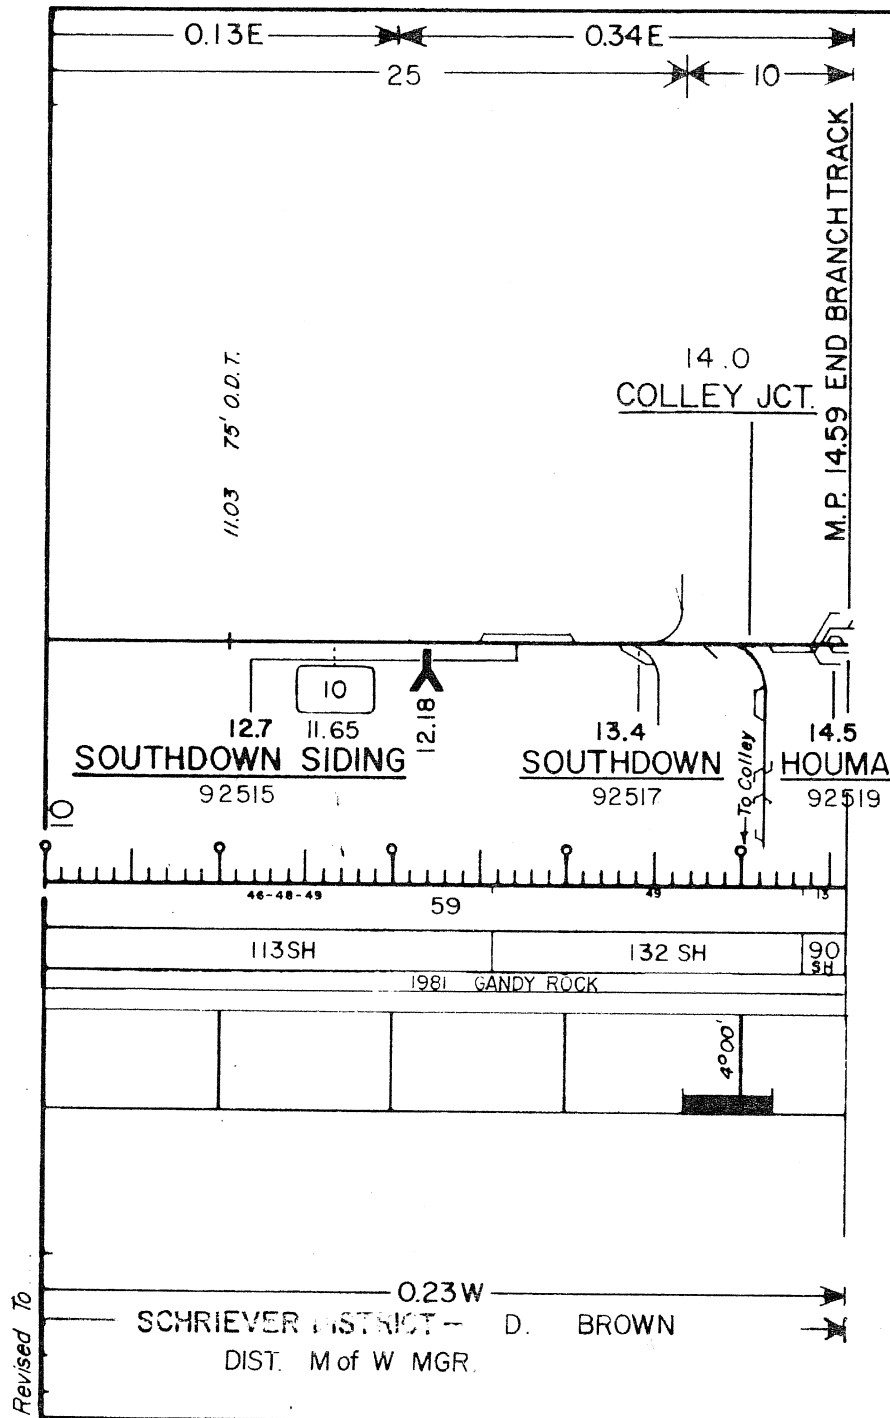 0.13E 0.34E
25 10
M.P. 14.59 END BRANCH TRACK
14.0
COLLEY JCT.
11.03 75' O.D.T.
10
12.18
12.7 11.65 13.4 14.5
SOUTHDOWN SIDING SOUTHDOWN HOUMA
92515 92517 92519
To Colley
10
46-48-49 49 13
59
113SH 132 SH 90 SH
1981 GANDY ROCK
4°00'
0.23W
SCHRIEVER DISTRICT - D. BROWN
DIST. M of W MGR.
Revised To